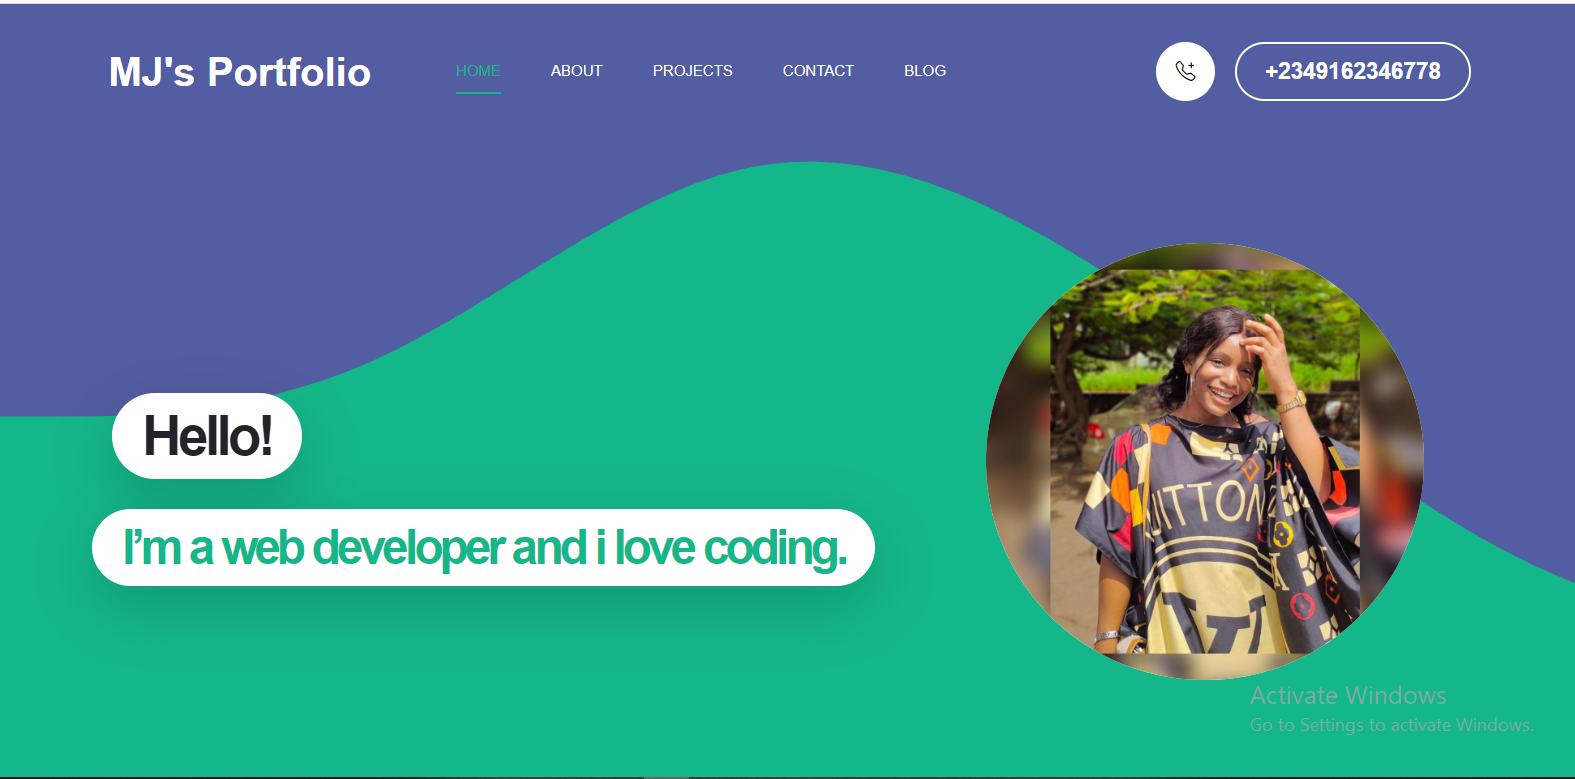 MJ's Portfolio
HOME
ABOUT
PROJECTS
CONTACT
BLOG
+2349162346778
Hello!
I’m a web developer and i love coding.
UITTON
Activate Windows
Go to Settings to activate Windows.